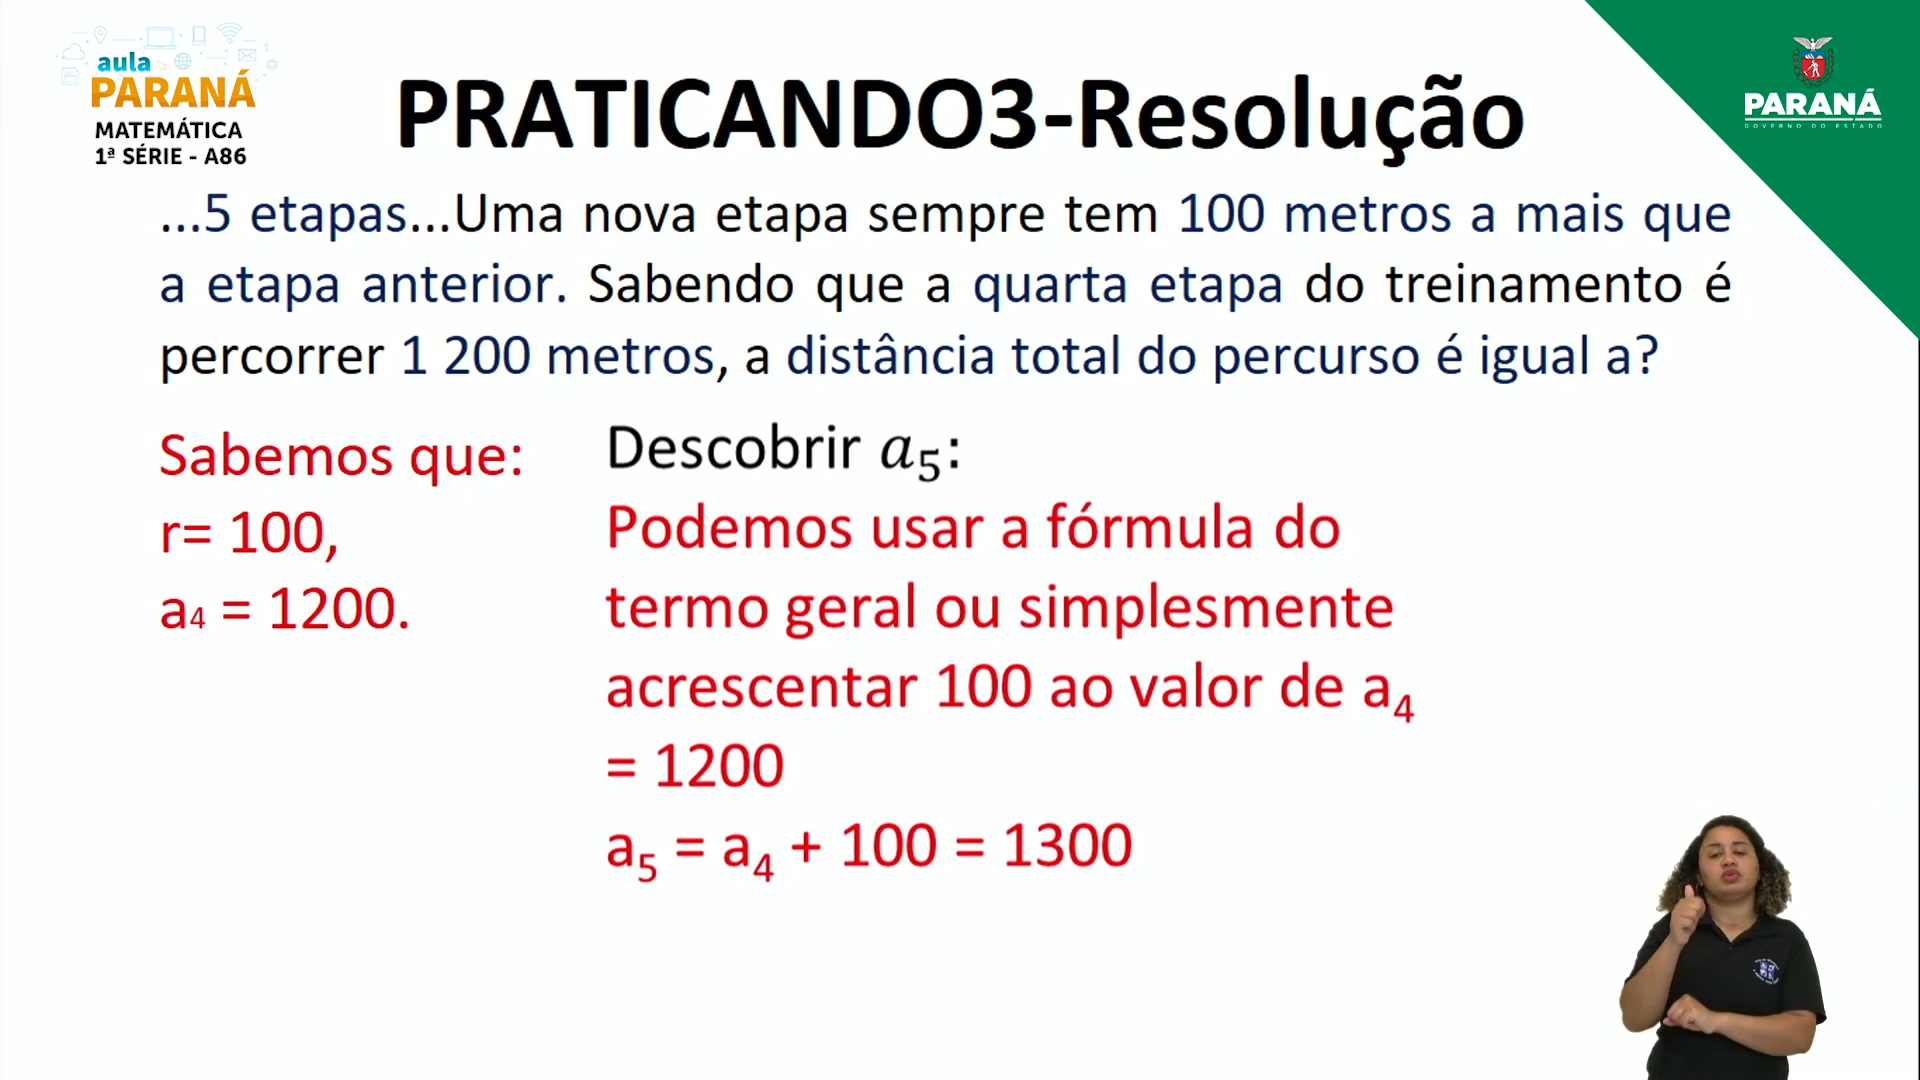 aula
PARANÁ
MATEMÁTICA
1ª SÉRIE - A86
PRATICANDO3-Resolução
PARANÁ
GOVERNO DO ESTADO
...5 etapas...Uma nova etapa sempre tem 100 metros a mais que
a etapa anterior. Sabendo que a quarta etapa do treinamento é
percorrer 1 200 metros, a distância total do percurso é igual a?
Sabemos que:
r= 100,
a₄ = 1200.
Descobrir a₅:
Podemos usar a fórmula do
termo geral ou simplesmente
acrescentar 100 ao valor de a₄
= 1200
a₅ = a₄ + 100 = 1300